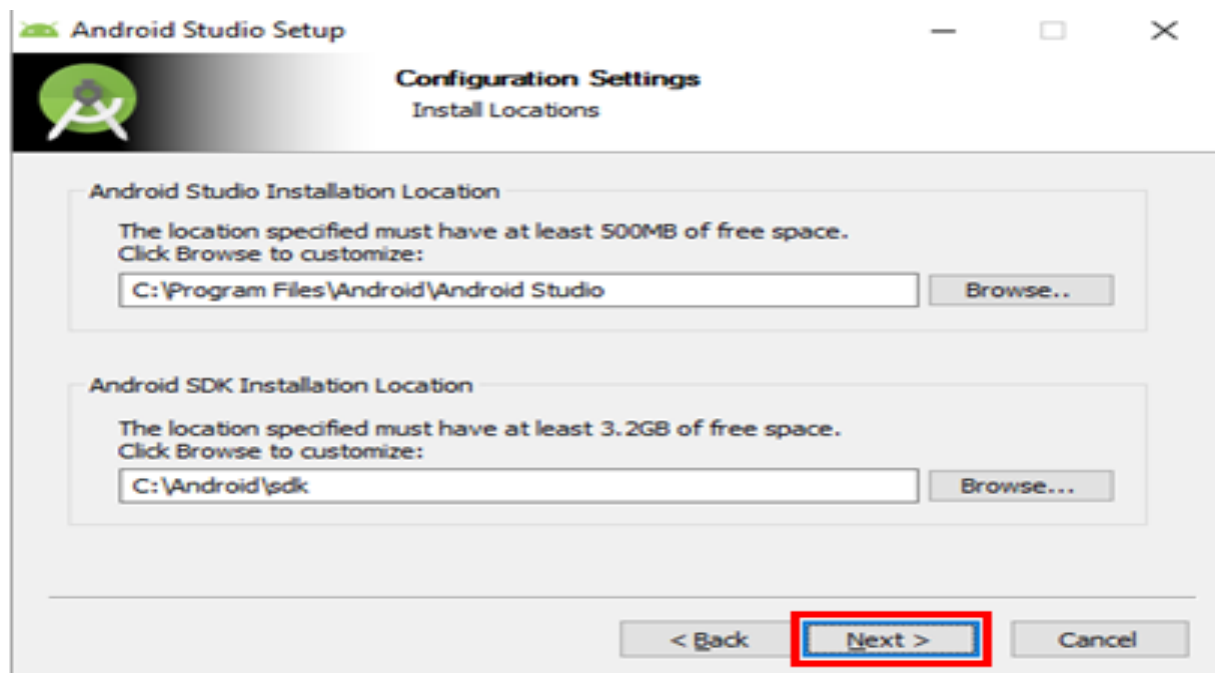 Android Studio Setup
Configuration Settings
Install Locations
Android Studio Installation Location
The location specified must have at least 500MB of free space.
Click Browse to customize:
C:\Program Files\Android\Android Studio
Browse..
Android SDK Installation Location
The location specified must have at least 3.2GB of free space.
Click Browse to customize:
C:\Android\sdk
Browse...
< Back
Next >
Cancel